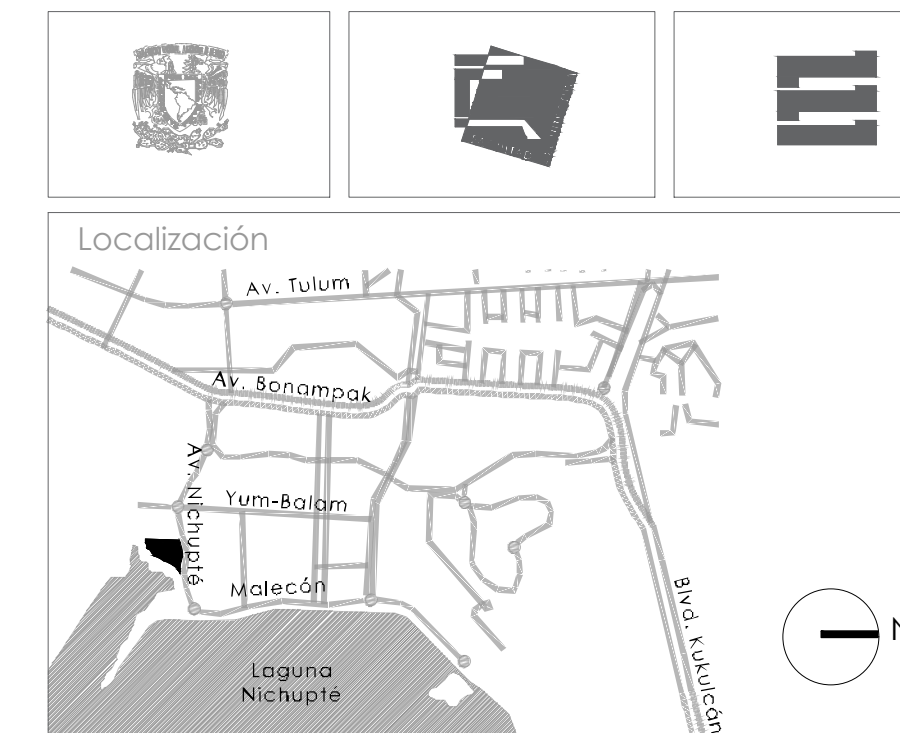 Localización
Av. Tulum
Av. Bonampak
Av. Nichupté
Yum-Balam
Malecón
Blvd. Kukulcán
Laguna
Nichupté
N